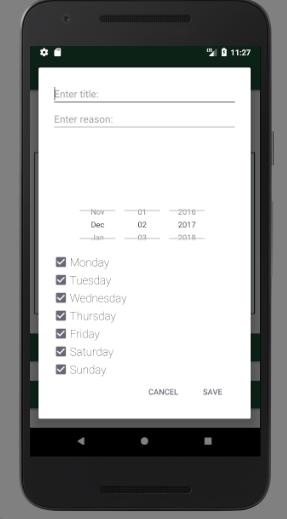 11:27
Enter title:
Enter reason:
Nov 01 2016
Dec 02 2017
Jan 03 2018
Monday
Tuesday
Wednesday
Thursday
Friday
Saturday
Sunday
CANCEL SAVE